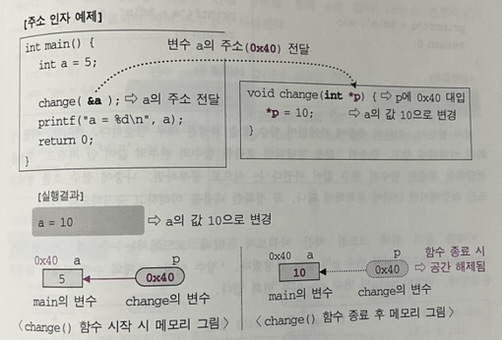 [주소 인자 예제]
int main() {
int a = 5;
변수 a의 주소(0x40) 전달
change( &a ); ⇨ a의 주소 전달
printf("a = %d\n", a);
return 0;
}
void change(int *p) { ⇨ p에 0x40 대입
*p = 10; ⇨ a의 값 10으로 변경
}
[실행결과]
a = 10 ⇨ a의 값 10으로 변경
0x40 a p
5 0x40
main의 변수 change의 변수
〈change() 함수 시작 시 메모리 그림〉
0x40 a p 함수 종료 시
10 0x40 ⇨ 공간 해제됨
main의 변수 change의 변수
〈change() 함수 종료 후 메모리 그림〉